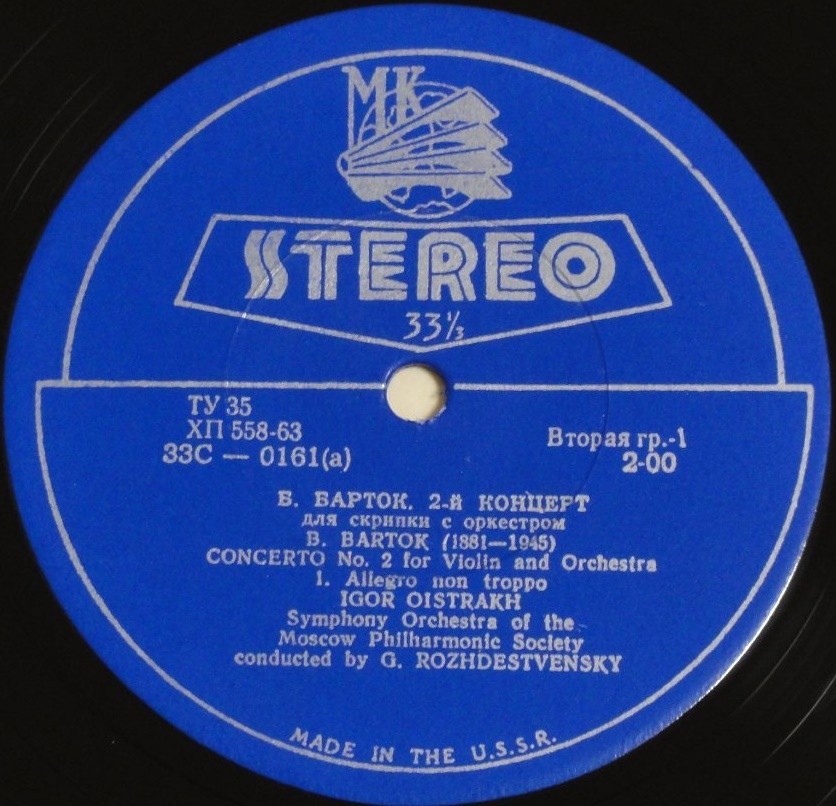 МК
STEREO
33⅓
ТУ 35
ХП 558-63
33С — 0161(а)
Вторая гр.-1
2-00
Б. БАРТОК. 2-й КОНЦЕРТ
для скрипки с оркестром
B. BARTOK (1881—1945)
CONCERTO No. 2 for Violin and Orchestra
1. Allegro non troppo
IGOR OISTRAKH
Symphony Orchestra of the
Moscow Philharmonic Society
conducted by G. ROZHDESTVENSKY
MADE IN THE U.S.S.R.